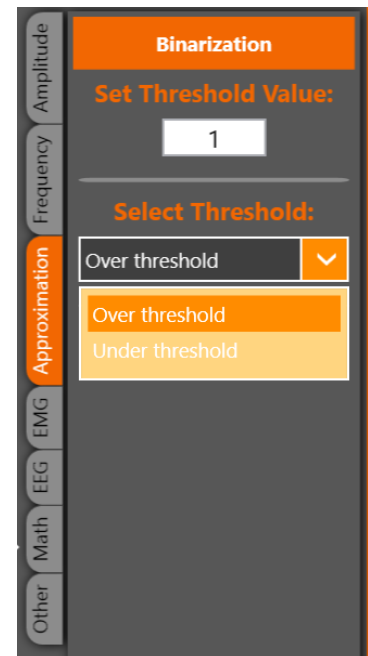 Amplitude
Frequency
Approximation
EMG
EEG
Math
Other
Binarization
Set Threshold Value:
1
Select Threshold:
Over threshold
Over threshold
Under threshold